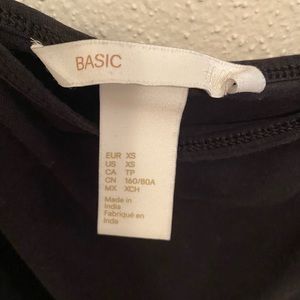 BASIC
EUR XS
US XS
CA TP
CN 160/80A
MX XCH
Made in
India
Fabriqué en
Inde